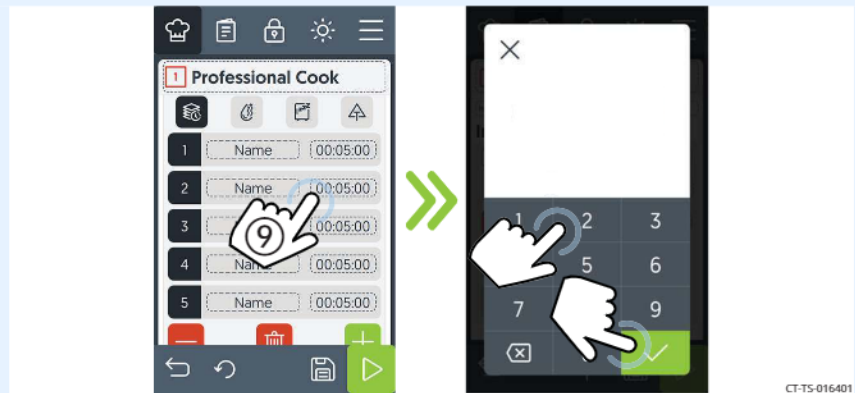 1 Professional Cook
1 Name 00:05:00
2 Name 00:05:00
3 00:05:00
4 Name 00:05:00
5 Name 00:05:00
9
1 2 3
5 6
7 9
CT-TS-016401